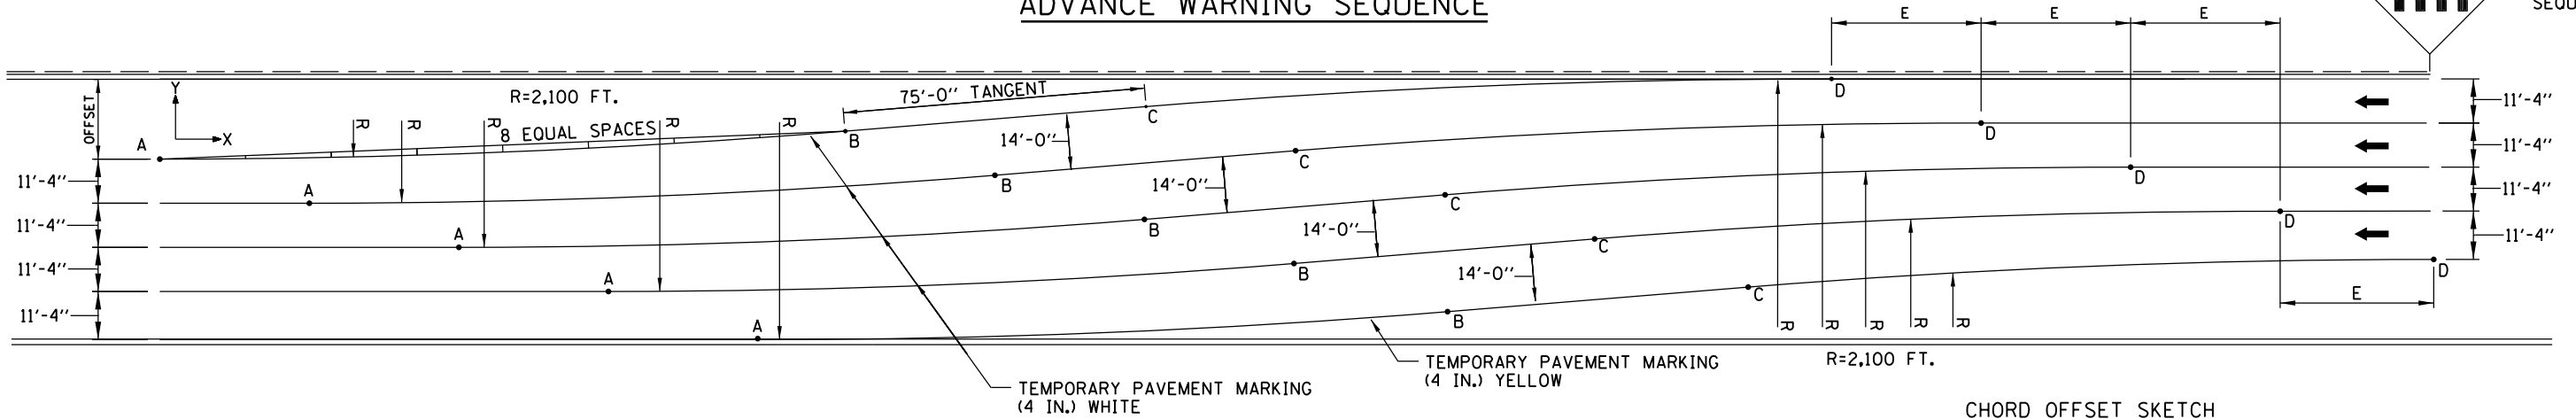 ADVANCE WARNING SEQUENCE
SEQU
E
E
E
OFFSET
Y
X
R=2,100 FT.
75'-0" TANGENT
8 EQUAL SPACES
A
B
C
D
R
R
R
R
R
14'-0"
11'-4"
11'-4"
A
B
C
D
11'-4"
14'-0"
11'-4"
A
B
C
D
11'-4"
14'-0"
11'-4"
A
B
C
D
11'-4"
14'-0"
11'-4"
A
B
C
D
E
R
R
R
R
R
R=2,100 FT.
TEMPORARY PAVEMENT MARKING
(4 IN.) YELLOW
TEMPORARY PAVEMENT MARKING
(4 IN.) WHITE
CHORD OFFSET SKETCH